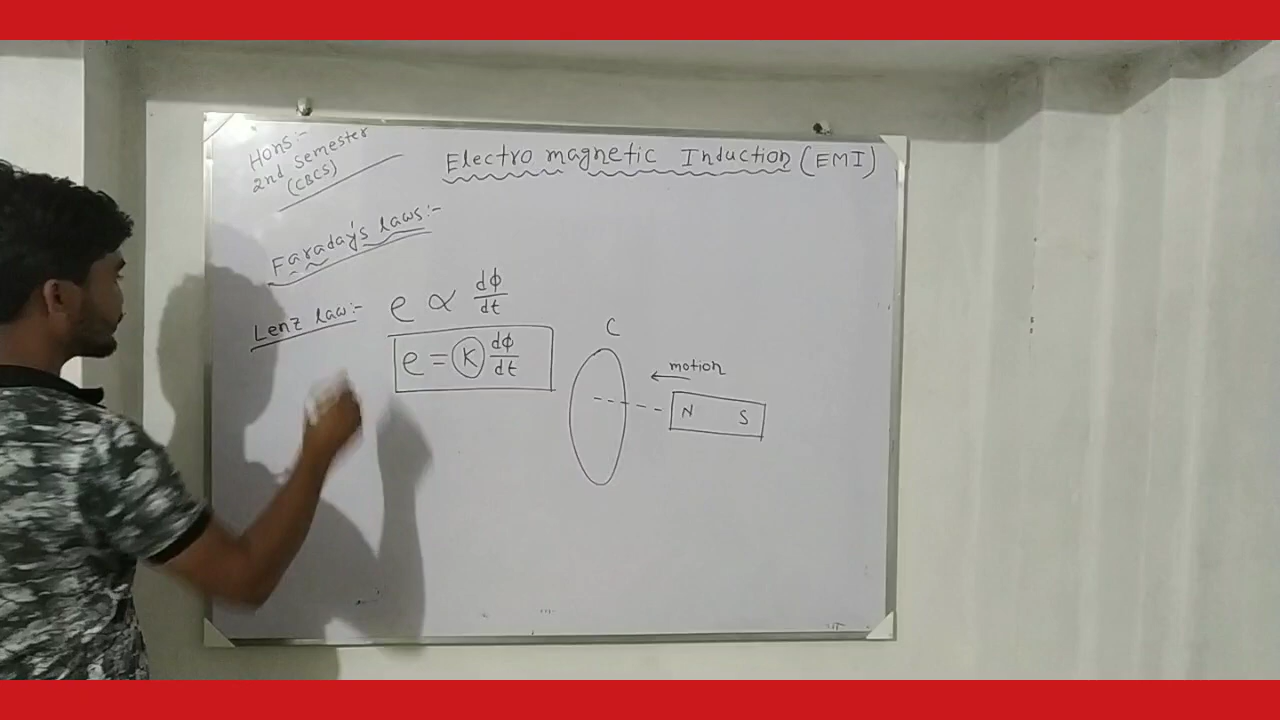 Hons:-
2nd Semester
(CBCS)
Electro magnetic Induction (EMI)
Faraday's laws:-
e ∝ dϕ/dt
Lenz law:-
e = K dϕ/dt
C
motion
N S